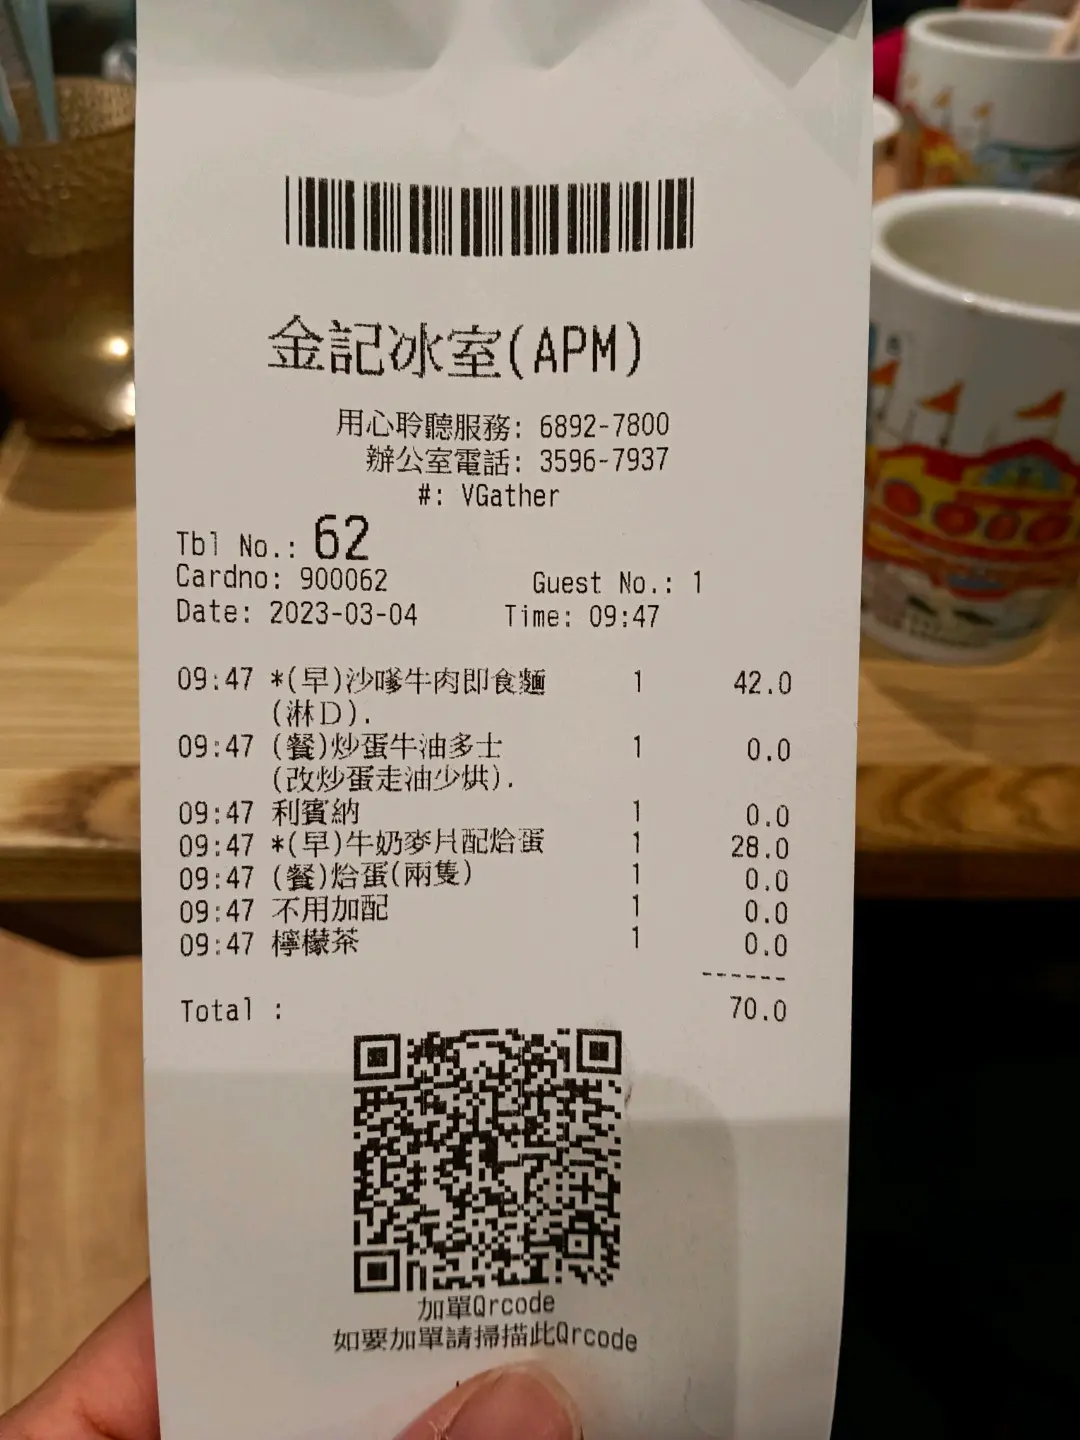 金記冰室(APM)
用心聆聽服務: 6892-7800
辦公室電話: 3596-7937
#: VGather
Tbl No.: 62
Cardno: 900062 Guest No.: 1
Date: 2023-03-04 Time: 09:47
09:47 *(早)沙嗲牛肉即食麵 1 42.0
(淋D).
09:47 (餐)炒蛋牛油多士 1 0.0
(改炒蛋走油少烘).
09:47 利賓納 1 0.0
09:47 *(早)牛奶麥片配烚蛋 1 28.0
09:47 (餐)烚蛋(兩隻) 1 0.0
09:47 不用加配 1 0.0
09:47 檸檬茶 1 0.0
------
Total : 70.0
加單Qrcode
如要加單請掃描此Qrcode